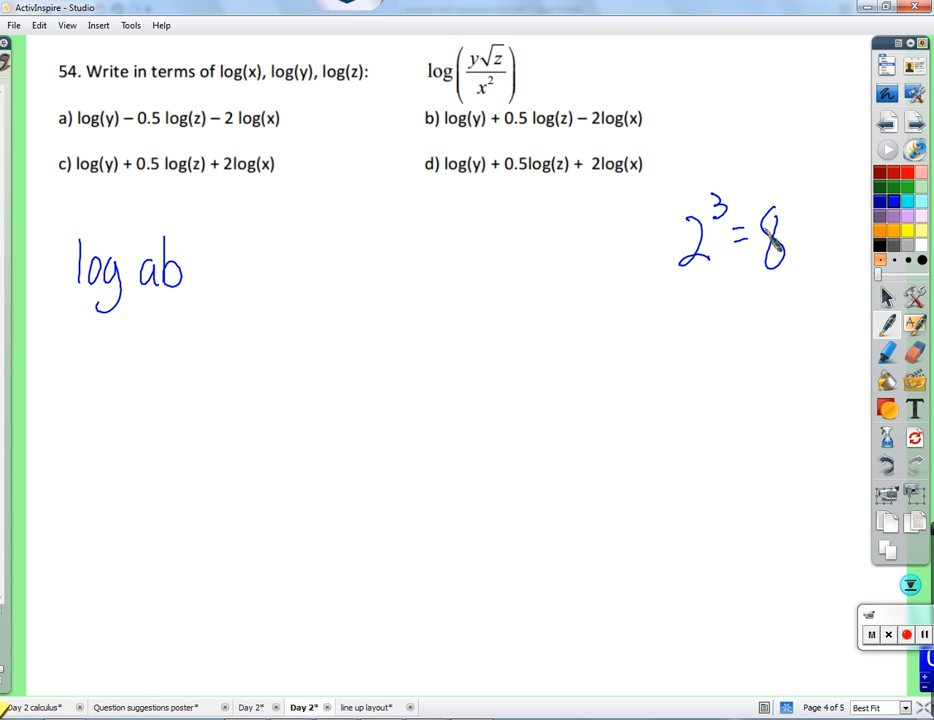 ActivInspire - Studio
File Edit View Insert Tools Help
54. Write in terms of log(x), log(y), log(z): log(y√z/x²)
a) log(y) – 0.5 log(z) – 2 log(x) b) log(y) + 0.5 log(z) – 2log(x)
c) log(y) + 0.5 log(z) + 2log(x) d) log(y) + 0.5log(z) + 2log(x)
2³ = 8
log ab
M
Day 2 calculus* Question suggestions poster* Day 2* Day 2* line up layout* Page 4 of 5 Best Fit